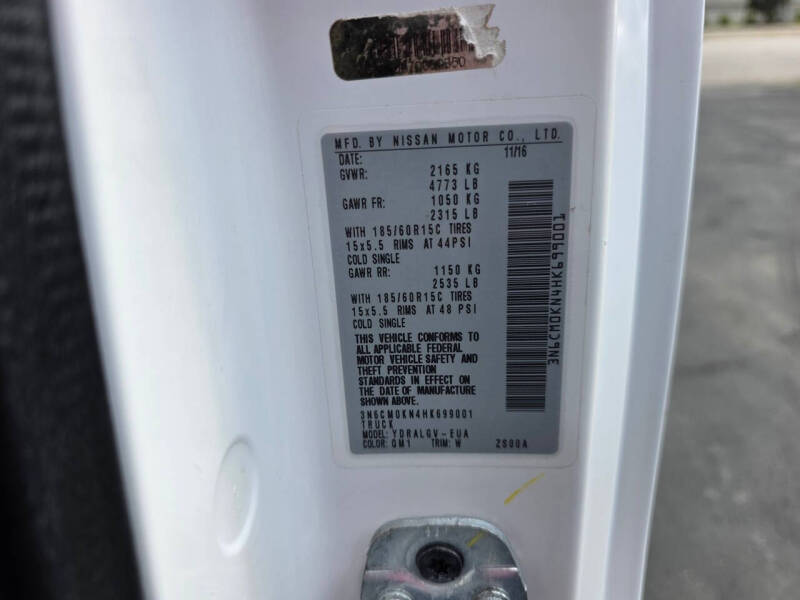 MFD. BY NISSAN MOTOR CO., LTD.
DATE: 11/16
GVWR: 2165 KG
4773 LB
GAWR FR: 1050 KG
2315 LB
WITH 185/60R15C TIRES
15x5.5 RIMS AT 44PSI
COLD SINGLE
GAWR RR: 1150 KG
2535 LB
WITH 185/60R15C TIRES
15x5.5 RIMS AT 48 PSI
COLD SINGLE
THIS VEHICLE CONFORMS TO
ALL APPLICABLE FEDERAL
MOTOR VEHICLE SAFETY AND
THEFT PREVENTION
STANDARDS IN EFFECT ON
THE DATE OF MANUFACTURE
SHOWN ABOVE.
3N6CM0KN4HK699001
TRUCK
MODEL: YDRALGV-EUA
COLOR: QM1 TRIM: W 2S00A
3N6CM0KN4HK699001